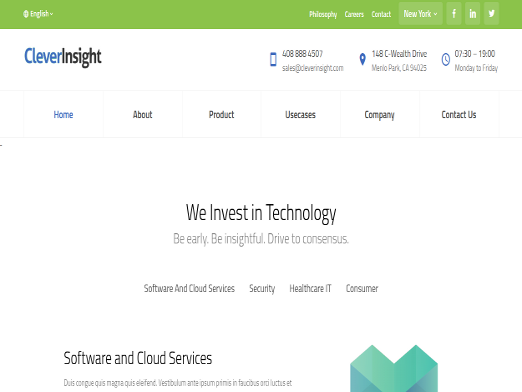 English
Philosophy Careers Contact New York
CleverInsight
408 888 4507
sales@cleverinsight.com
148 C-Wealth Drive
Menlo Park, CA 94025
07:30 – 19:00
Monday to Friday
Home About Product Usecases Company Contact Us
We Invest in Technology
Be early. Be insightful. Drive to consensus.
Software And Cloud Services Security Healthcare IT Consumer
Software and Cloud Services
Duis congue quis magna quis eleifend. Vestibulum ante ipsum primis in faucibus orci luctus et